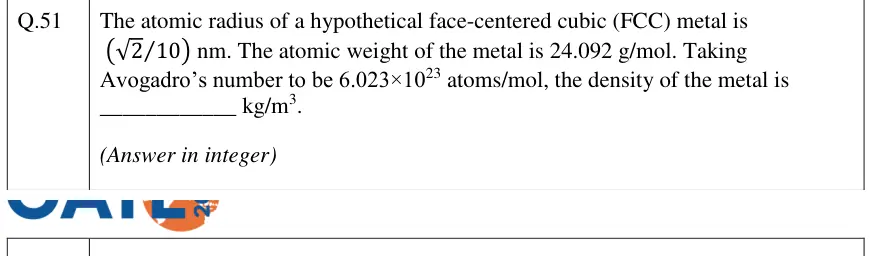 Q.51 The atomic radius of a hypothetical face-centered cubic (FCC) metal is
(√2/10) nm. The atomic weight of the metal is 24.092 g/mol. Taking
Avogadro's number to be 6.023×10²³ atoms/mol, the density of the metal is
____________ kg/m³.
(Answer in integer)